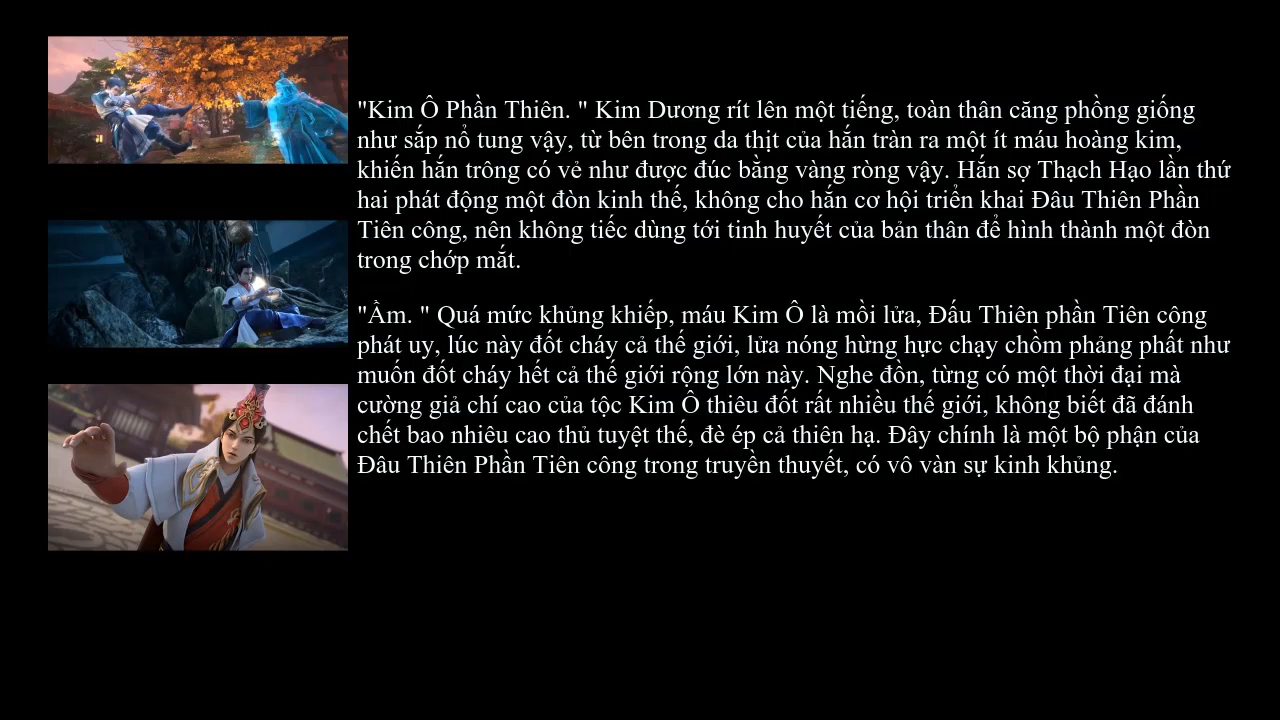 "Kim Ô Phần Thiên. " Kim Dương rít lên một tiếng, toàn thân căng phồng giống
như sắp nổ tung vậy, từ bên trong da thịt của hắn tràn ra một ít máu hoàng kim,
khiến hắn trông có vẻ như được đúc bằng vàng ròng vậy. Hắn sợ Thạch Hạo lần thứ
hai phát động một đòn kinh thế, không cho hắn cơ hội triển khai Đâu Thiên Phần
Tiên công, nên không tiếc dùng tới tinh huyết của bản thân để hình thành một đòn
trong chớp mắt.
"Ầm. " Quá mức khủng khiếp, máu Kim Ô là mồi lửa, Đấu Thiên phần Tiên công
phát uy, lúc này đốt cháy cả thế giới, lửa nóng hừng hực chạy chồm phảng phất như
muốn đốt cháy hết cả thế giới rộng lớn này. Nghe đồn, từng có một thời đại mà
cường giả chí cao của tộc Kim Ô thiêu đốt rất nhiều thế giới, không biết đã đánh
chết bao nhiêu cao thủ tuyệt thế, đè ép cả thiên hạ. Đây chính là một bộ phận của
Đâu Thiên Phần Tiên công trong truyền thuyết, có vô vàn sự kinh khủng.